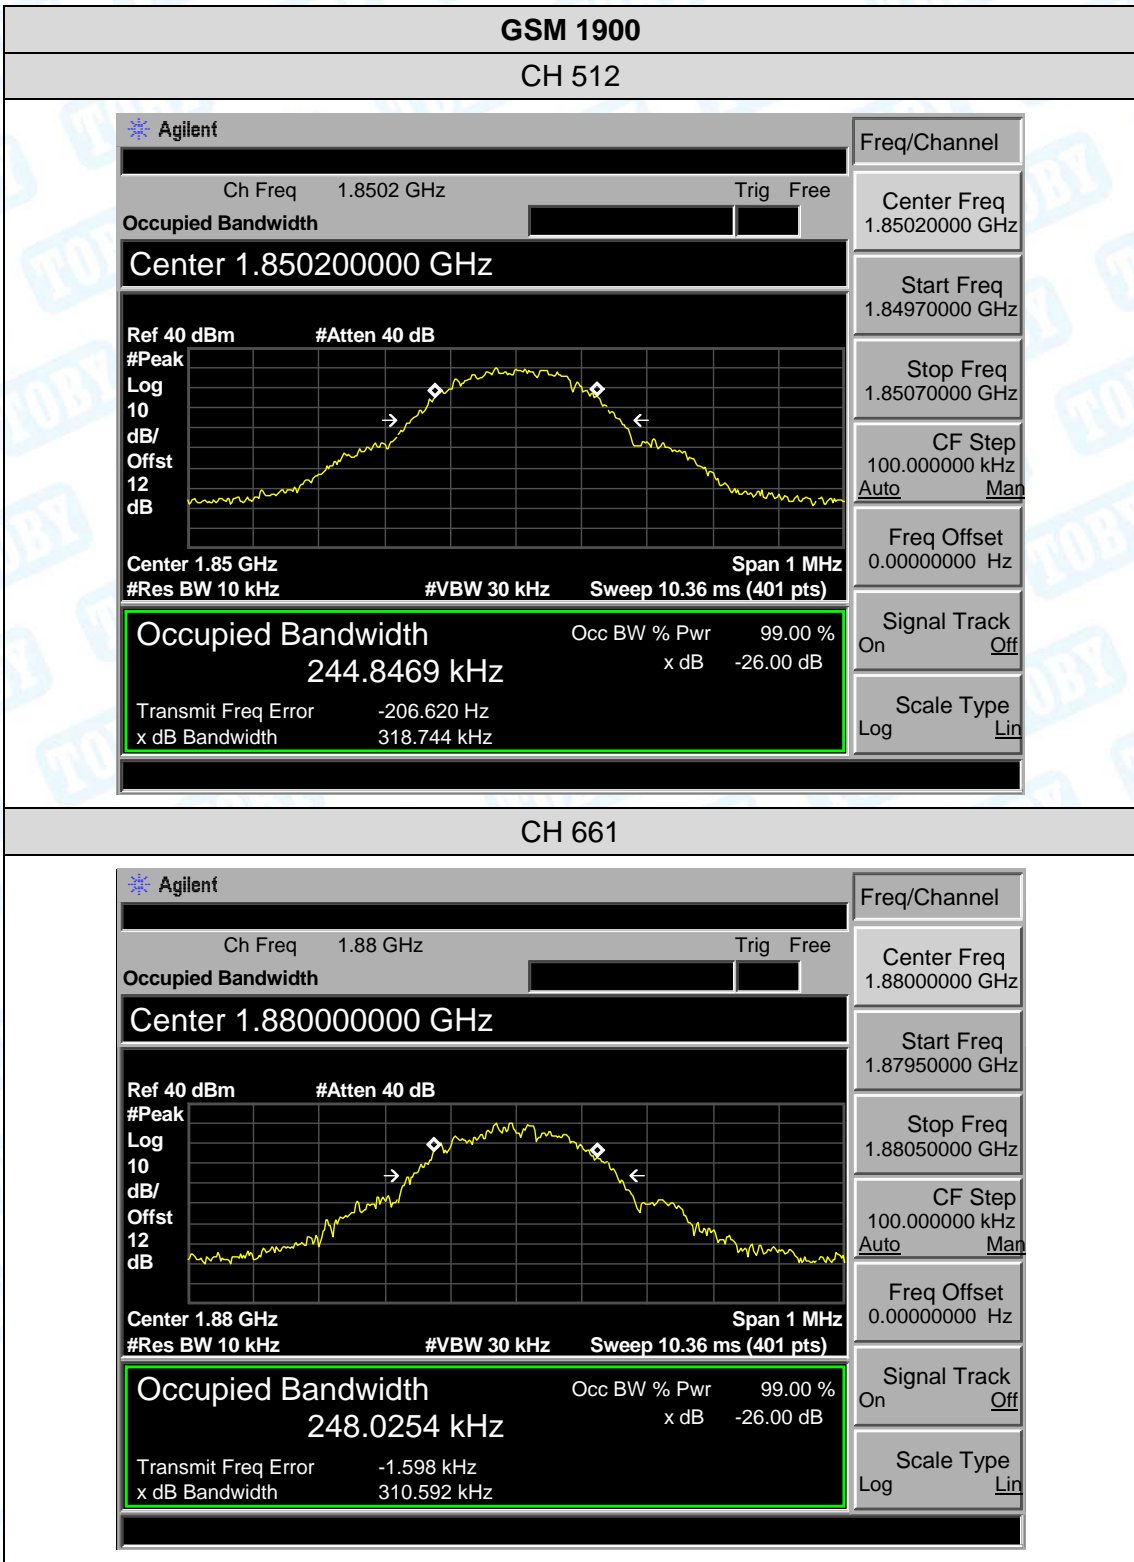 GSM 1900
CH 512
Agilent
Freq/Channel
Ch Freq 1.8502 GHz Trig Free
Occupied Bandwidth
Center 1.850200000 GHz
Center Freq
1.85020000 GHz
Start Freq
1.84970000 GHz
Stop Freq
1.85070000 GHz
CF Step
100.000000 kHz
Auto Man
Freq Offset
0.00000000 Hz
Signal Track
On Off
Scale Type
Log Lin
Ref 40 dBm #Atten 40 dB
#Peak
Log
10
dB/
Offst
12
dB
Center 1.85 GHz Span 1 MHz
#Res BW 10 kHz #VBW 30 kHz Sweep 10.36 ms (401 pts)
Occupied Bandwidth Occ BW % Pwr 99.00 %
244.8469 kHz x dB -26.00 dB
Transmit Freq Error -206.620 Hz
x dB Bandwidth 318.744 kHz
CH 661
Agilent
Freq/Channel
Ch Freq 1.88 GHz Trig Free
Occupied Bandwidth
Center 1.880000000 GHz
Center Freq
1.88000000 GHz
Start Freq
1.87950000 GHz
Stop Freq
1.88050000 GHz
CF Step
100.000000 kHz
Auto Man
Freq Offset
0.00000000 Hz
Signal Track
On Off
Scale Type
Log Lin
Ref 40 dBm #Atten 40 dB
#Peak
Log
10
dB/
Offst
12
dB
Center 1.88 GHz Span 1 MHz
#Res BW 10 kHz #VBW 30 kHz Sweep 10.36 ms (401 pts)
Occupied Bandwidth Occ BW % Pwr 99.00 %
248.0254 kHz x dB -26.00 dB
Transmit Freq Error -1.598 kHz
x dB Bandwidth 310.592 kHz
TOBY